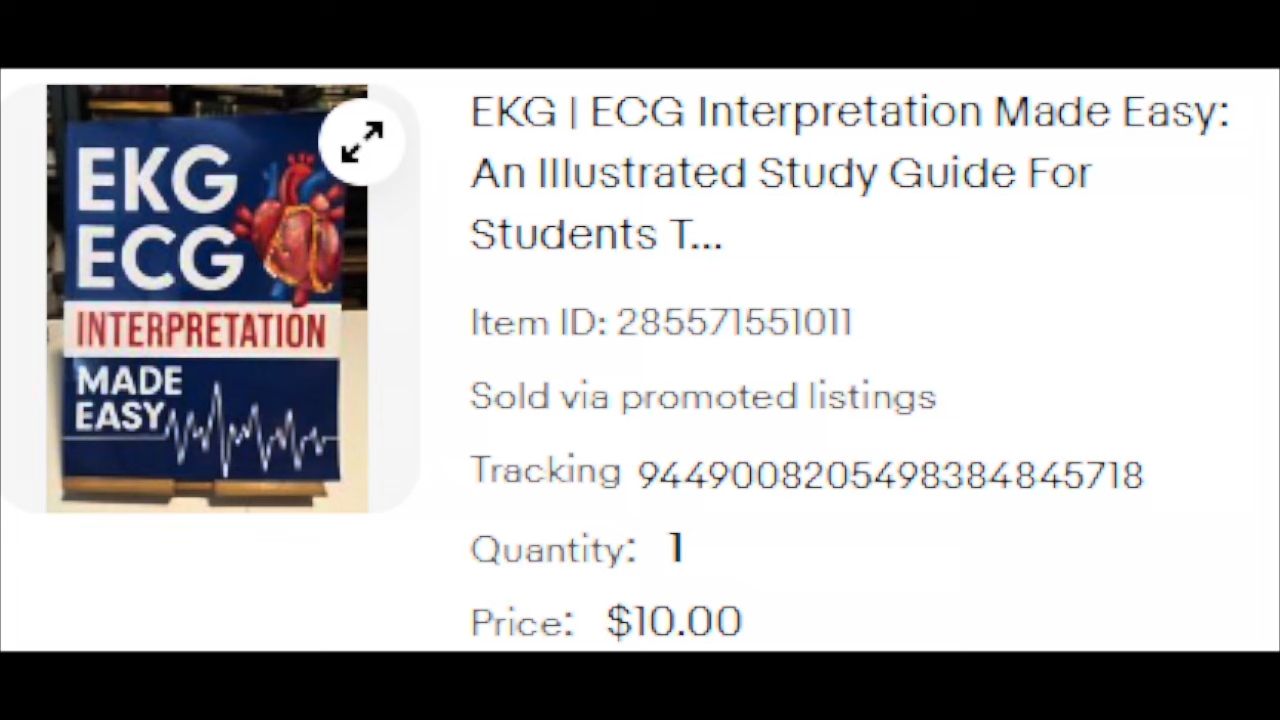 EKG
ECG
INTERPRETATION
MADE
EASY
EKG | ECG Interpretation Made Easy:
An Illustrated Study Guide For
Students T...
Item ID: 285571551011
Sold via promoted listings
Tracking 9449008205498384845718
Quantity: 1
Price: $10.00